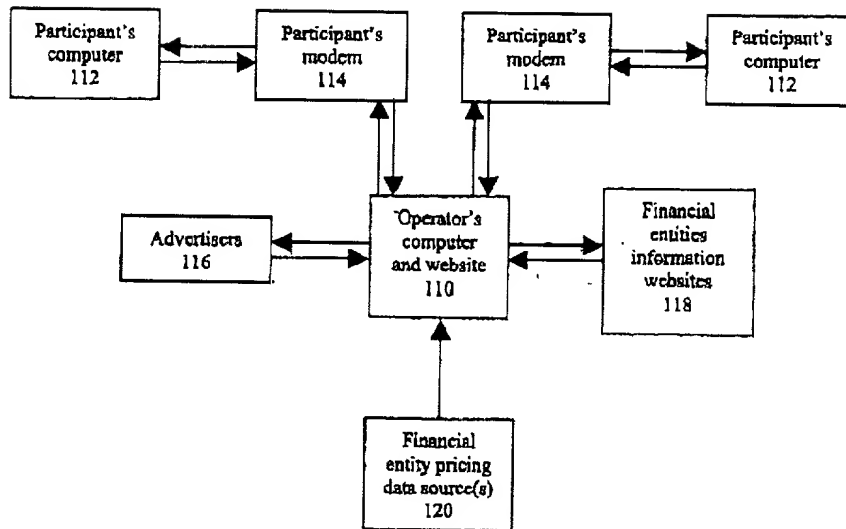 Participant's
computer
112
Participant's
modem
114
Participant's
modem
114
Participant's
computer
112
Advertisers
116
Operator's
computer
and website
110
Financial
entities
information
websites
118
Financial
entity pricing
data source(s)
120